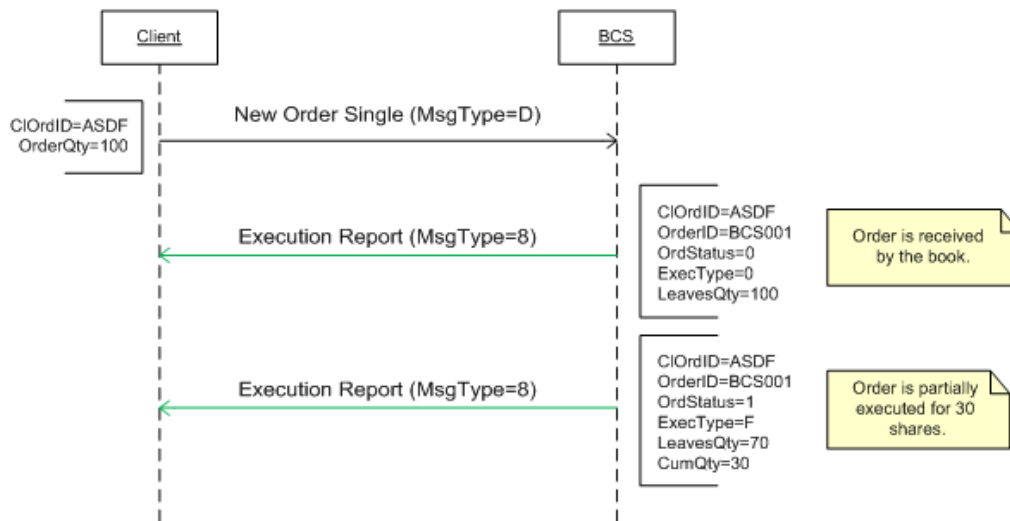 Client
BCS
New Order Single (MsgType=D)
ClOrdID=ASDF
OrderQty=100
Execution Report (MsgType=8)
ClOrdID=ASDF
OrderID=BCS001
OrdStatus=0
ExecType=0
LeavesQty=100
Order is received
by the book.
Execution Report (MsgType=8)
ClOrdID=ASDF
OrderID=BCS001
OrdStatus=1
ExecType=F
LeavesQty=70
CumQty=30
Order is partially
executed for 30
shares.